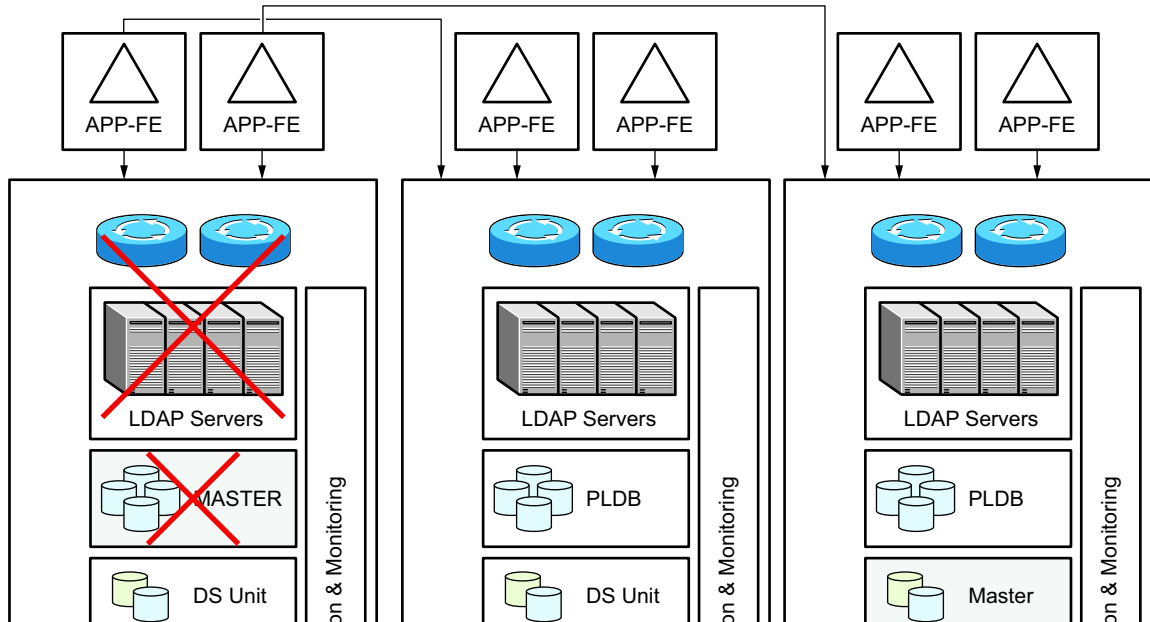 APP-FE
APP-FE
APP-FE
APP-FE
APP-FE
APP-FE
LDAP Servers
LDAP Servers
LDAP Servers
MASTER
PLDB
PLDB
on & Monitoring
on & Monitoring
on & Monitoring
DS Unit
DS Unit
Master